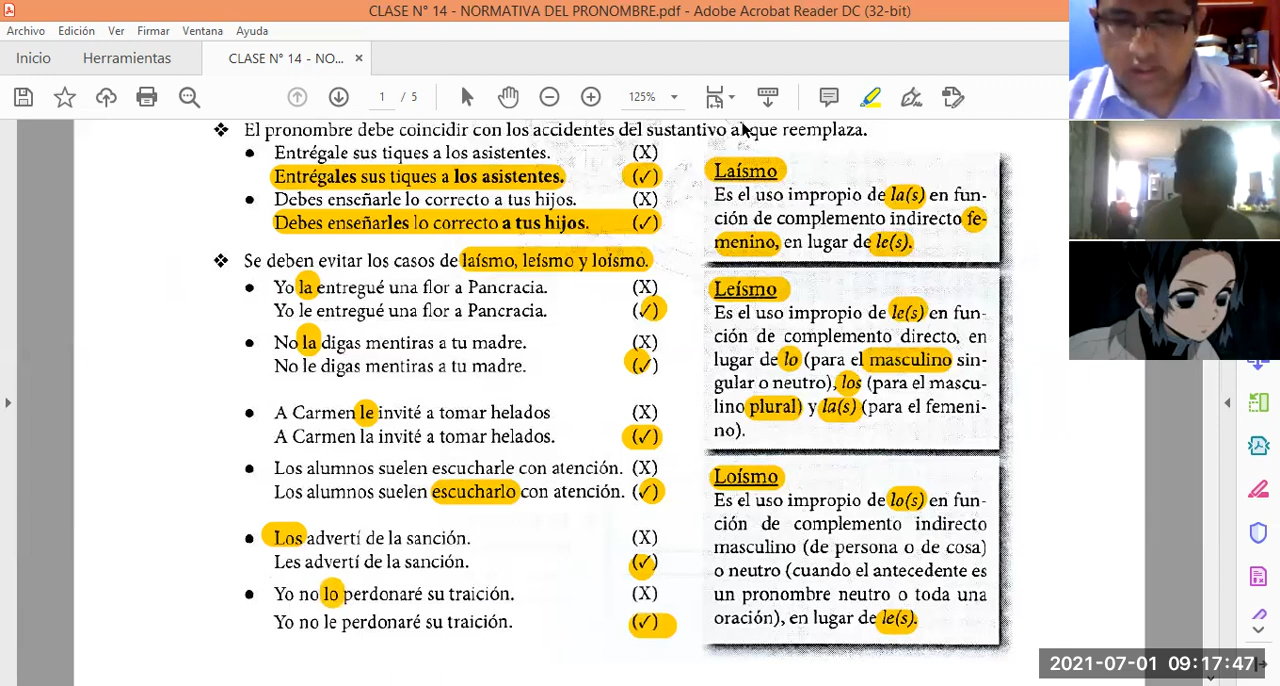 CLASE N° 14 - NORMATIVA DEL PRONOMBRE.pdf - Adobe Acrobat Reader DC (32-bit)
Archivo Edición Ver Firmar Ventana Ayuda
Inicio Herramientas CLASE N° 14 - NO... ×
1 / 5 125%
❖ El pronombre debe coincidir con los accidentes del sustantivo al que reemplaza.
• Entrégale sus tiques a los asistentes. (X)
Entrégales sus tiques a los asistentes. (✓)
• Debes enseñarle lo correcto a tus hijos. (X)
Debes enseñarles lo correcto a tus hijos. (✓)
❖ Se deben evitar los casos de laísmo, leísmo y loísmo.
• Yo la entregué una flor a Pancracia. (X)
Yo le entregué una flor a Pancracia. (✓)
• No la digas mentiras a tu madre. (X)
No le digas mentiras a tu madre. (✓)
• A Carmen le invité a tomar helados (X)
A Carmen la invité a tomar helados. (✓)
• Los alumnos suelen escucharle con atención. (X)
Los alumnos suelen escucharlo con atención. (✓)
• Los advertí de la sanción. (X)
Les advertí de la sanción. (✓)
• Yo no lo perdonaré su traición. (X)
Yo no le perdonaré su traición. (✓)
Laísmo
Es el uso impropio de la(s) en fun-
ción de complemento indirecto fe-
menino, en lugar de le(s).
Leísmo
Es el uso impropio de le(s) en fun-
ción de complemento directo, en
lugar de lo (para el masculino sin-
gular o neutro), los (para el mascu-
lino plural) y la(s) (para el femeni-
no).
Loísmo
Es el uso impropio de lo(s) en fun-
ción de complemento indirecto
masculino (de persona o de cosa)
o neutro (cuando el antecedente es
un pronombre neutro o toda una
oración), en lugar de le(s).
2021-07-01 09:17:47